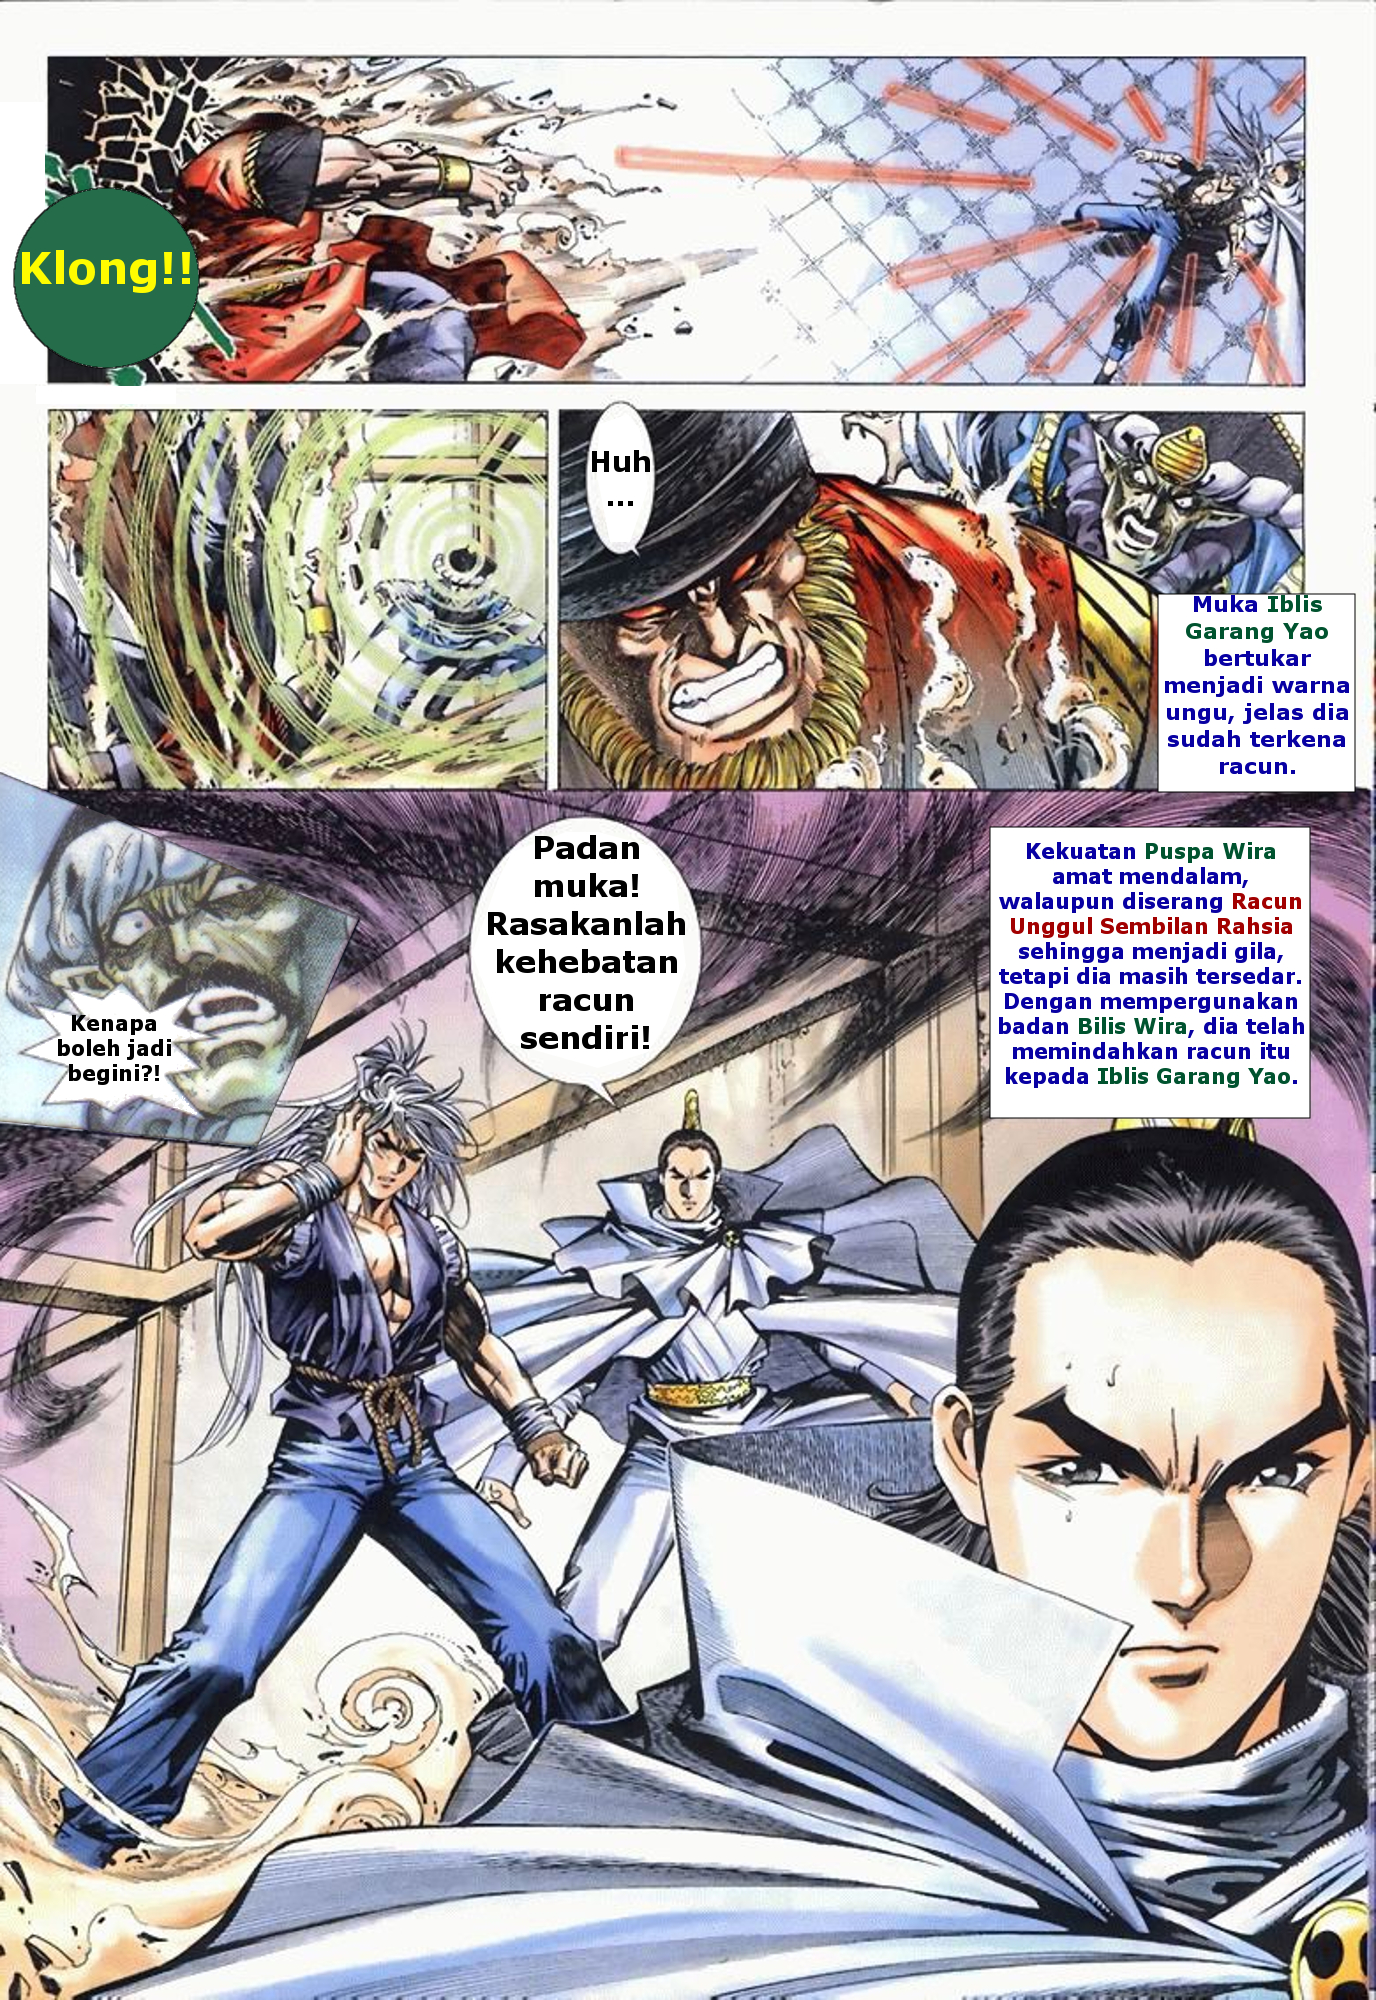 Klong!!
Huh
...
Muka Iblis
Garang Yao
bertukar
menjadi warna
ungu, jelas dia
sudah terkena
racun.
Padan
muka!
Rasakanlah
kehebatan
racun
sendiri!
Kekuatan Puspa Wira
amat mendalam,
walaupun diserang Racun
Unggul Sembilan Rahsia
sehingga menjadi gila,
tetapi dia masih tersedar.
Dengan mempergunakan
badan Bilis Wira, dia telah
memindahkan racun itu
kepada Iblis Garang Yao.
Kenapa
boleh jadi
begini?!